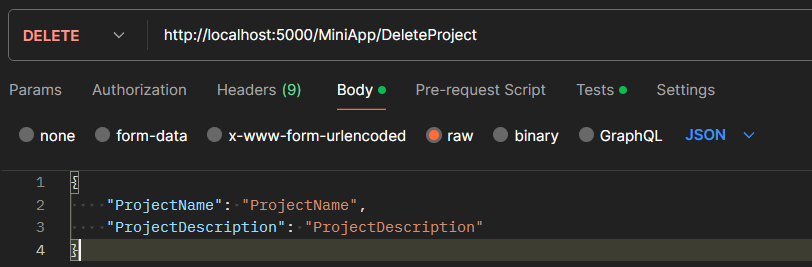 DELETE http://localhost:5000/MiniApp/DeleteProject
Params Authorization Headers (9) Body Pre-request Script Tests Settings
none form-data x-www-form-urlencoded raw binary GraphQL JSON
1 {
2 "ProjectName": "ProjectName",
3 "ProjectDescription": "ProjectDescription"
4 }